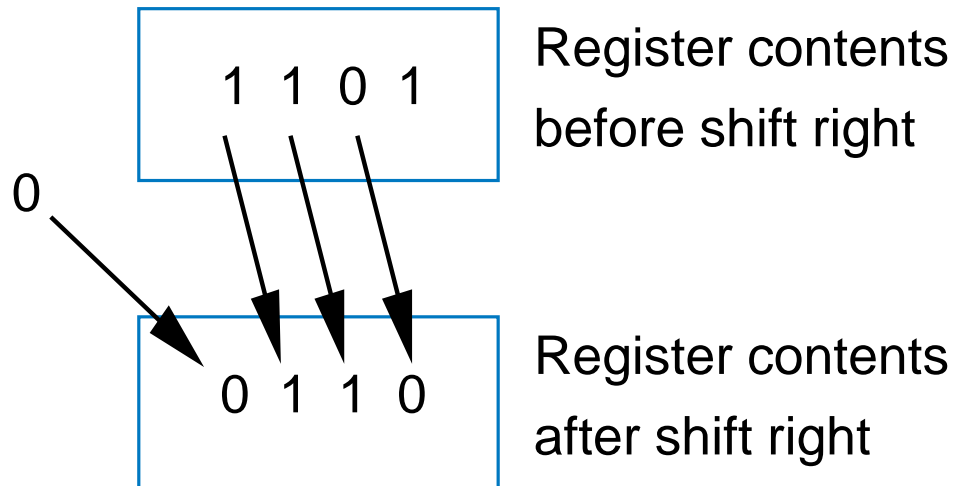 1 1 0 1
Register contents
before shift right
0
0 1 1 0
Register contents
after shift right